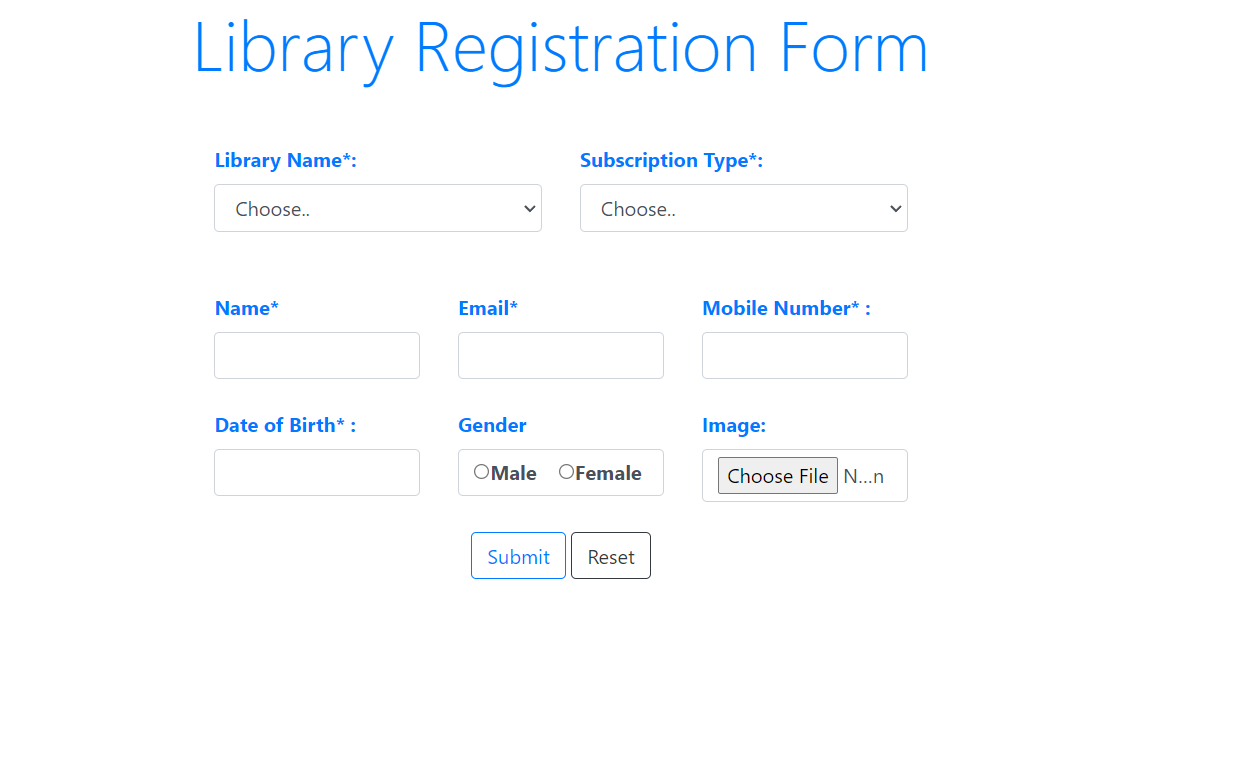 Library Registration Form
Library Name*: Subscription Type*:
Choose.. Choose..
Name* Email* Mobile Number* :
Date of Birth* : Gender Image:
Male Female Choose File N...n
Submit Reset